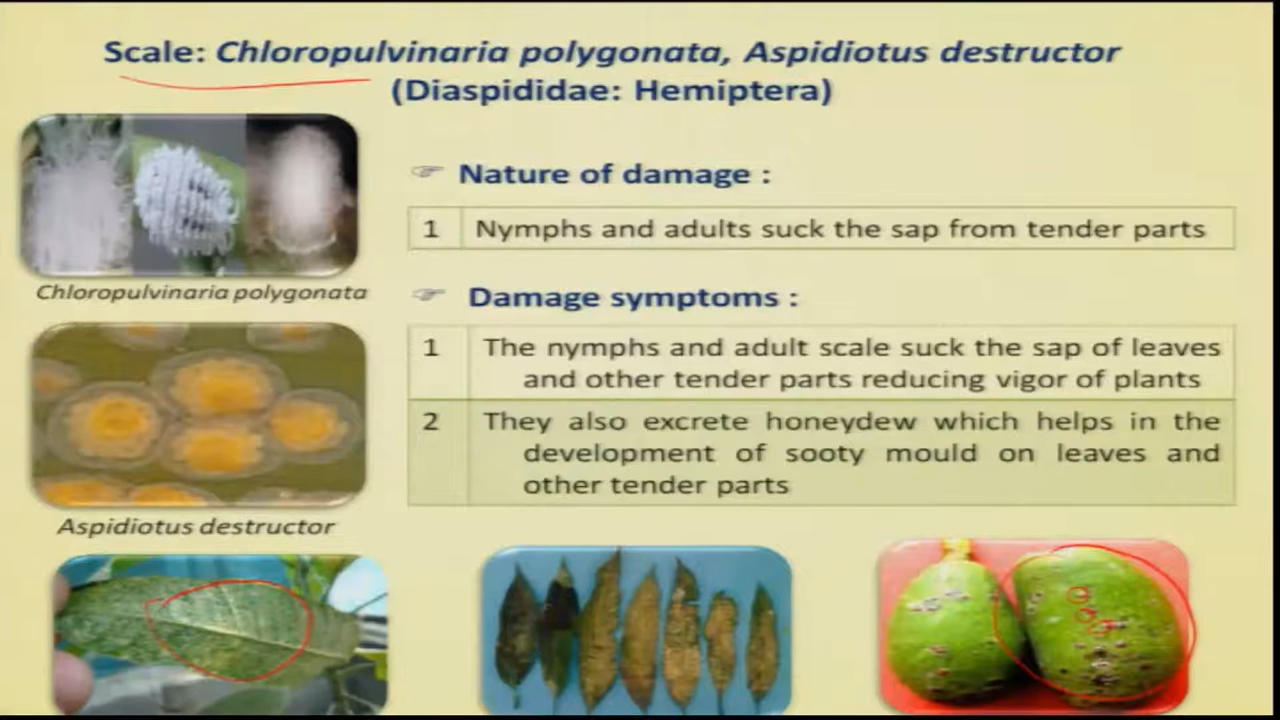 Scale: Chloropulvinaria polygonata, Aspidiotus destructor
(Diaspididae: Hemiptera)
Nature of damage :
1 Nymphs and adults suck the sap from tender parts
Chloropulvinaria polygonata
Damage symptoms :
1 The nymphs and adult scale suck the sap of leaves
and other tender parts reducing vigor of plants
2 They also excrete honeydew which helps in the
development of sooty mould on leaves and
other tender parts
Aspidiotus destructor